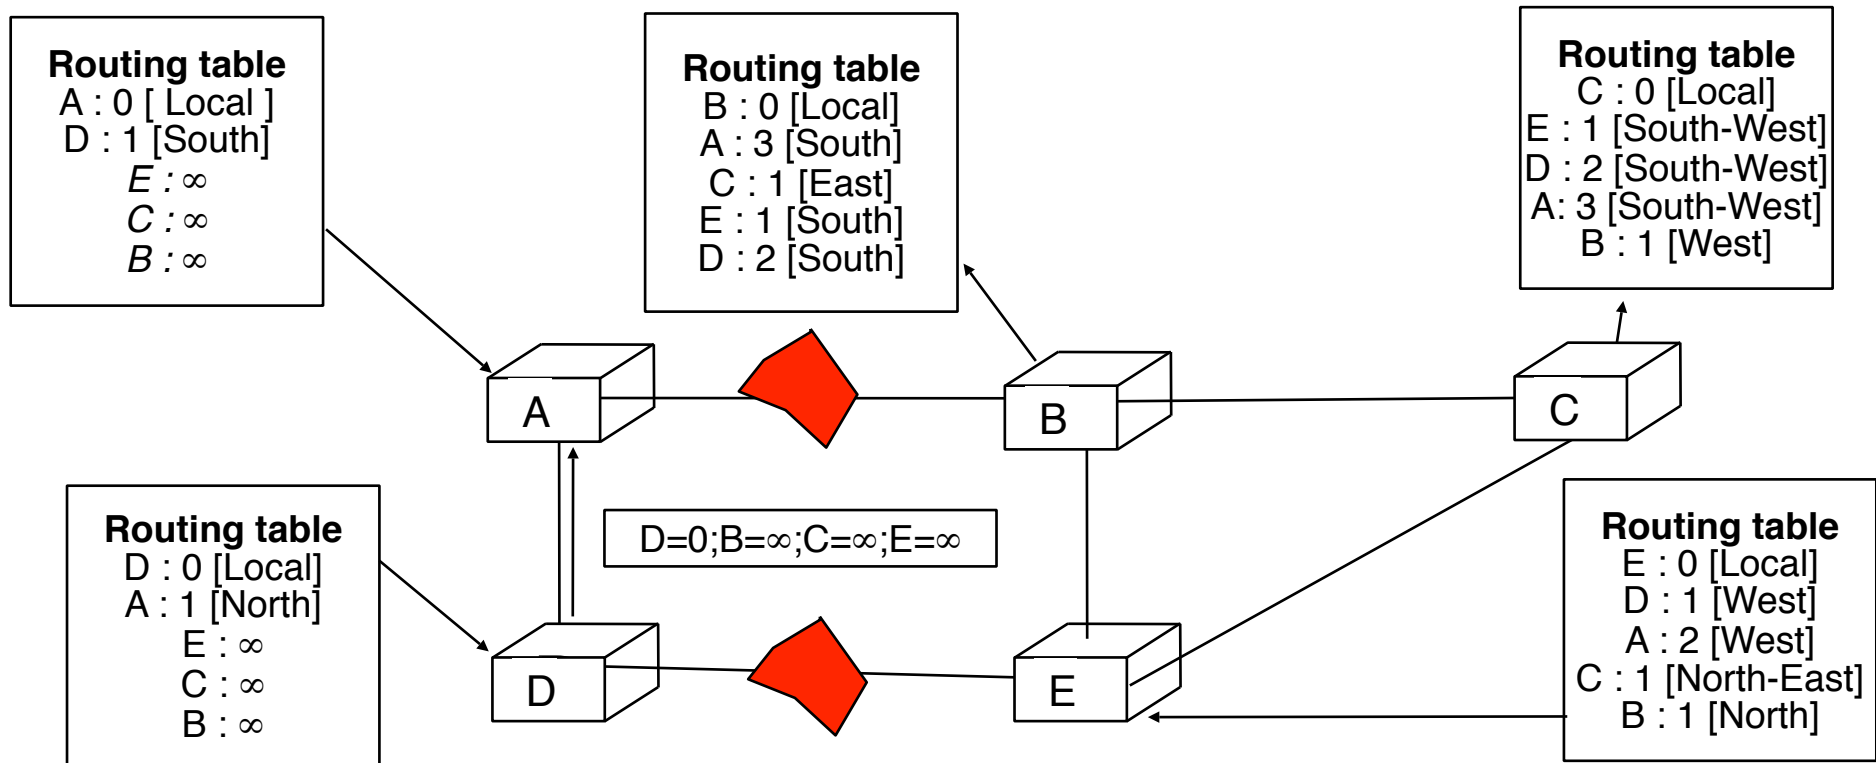 Routing table
A : 0 [ Local ]
D : 1 [South]
E : ∞
C : ∞
B : ∞
Routing table
B : 0 [Local]
A : 3 [South]
C : 1 [East]
E : 1 [South]
D : 2 [South]
Routing table
C : 0 [Local]
E : 1 [South-West]
D : 2 [South-West]
A: 3 [South-West]
B : 1 [West]
A
B
C
Routing table
D : 0 [Local]
A : 1 [North]
E : ∞
C : ∞
B : ∞
D=0;B=∞;C=∞;E=∞
Routing table
E : 0 [Local]
D : 1 [West]
A : 2 [West]
C : 1 [North-East]
B : 1 [North]
D
E